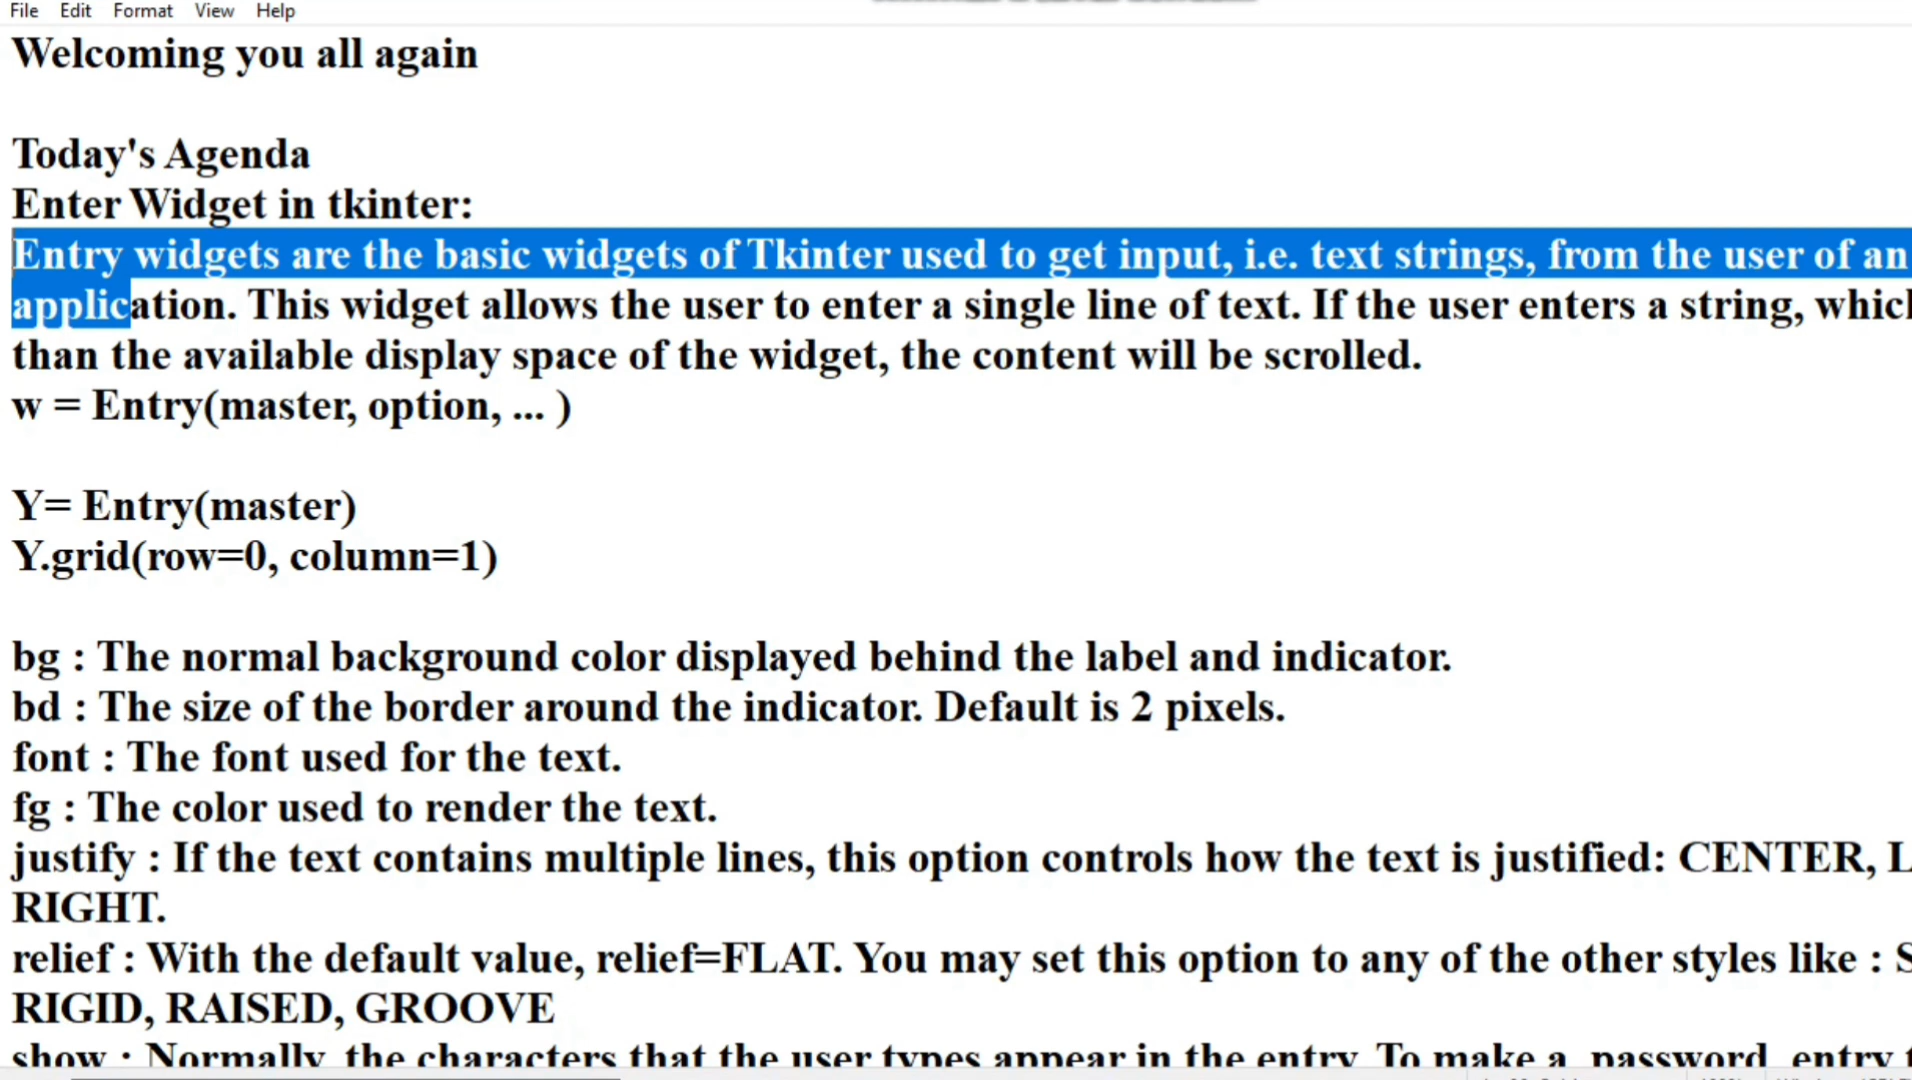 File Edit Format View Help
Welcoming you all again
Today's Agenda
Enter Widget in tkinter:
Entry widgets are the basic widgets of Tkinter used to get input, i.e. text strings, from the user of an
application. This widget allows the user to enter a single line of text. If the user enters a string,
than the available display space of the widget, the content will be scrolled.
w = Entry(master, option, ... )
Y= Entry(master)
Y.grid(row=0, column=1)
bg : The normal background color displayed behind the label and indicator.
bd : The size of the border around the indicator. Default is 2 pixels.
font : The font used for the text.
fg : The color used to render the text.
justify : If the text contains multiple lines, this option controls how the text is justified: CENTER,
RIGHT.
relief : With the default value, relief=FLAT. You may set this option to any of the other styles like :
RIGID, RAISED, GROOVE
show : Normally, the characters that the user types appear in the entry. To make a password entry